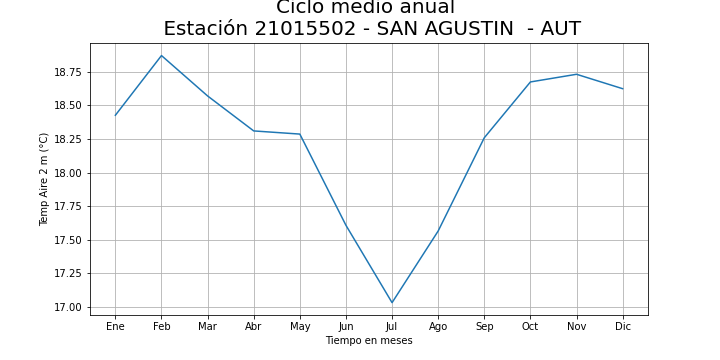 Ciclo medio anual
Estación 21015502 - SAN AGUSTIN  - AUT
Temp Aire 2 m (°C)
18.75
18.50
18.25
18.00
17.75
17.50
17.25
17.00
Ene Feb Mar Abr May Jun Jul Ago Sep Oct Nov Dic
Tiempo en meses